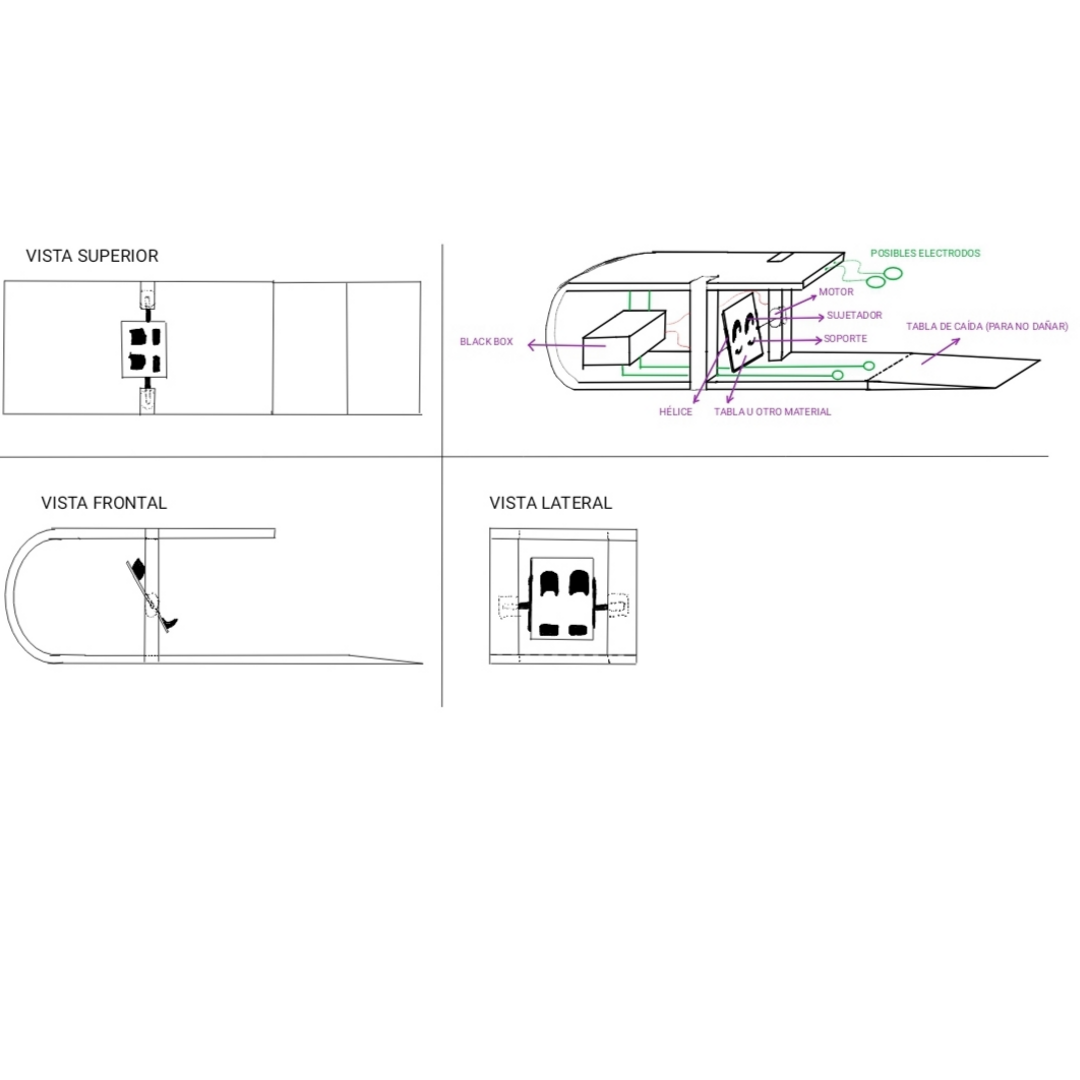 VISTA SUPERIOR
POSIBLES ELECTRODOS
MOTOR
SUJETADOR
TABLA DE CAÍDA (PARA NO DAÑAR)
SOPORTE
BLACK BOX
HÉLICE
TABLA U OTRO MATERIAL
VISTA FRONTAL
VISTA LATERAL